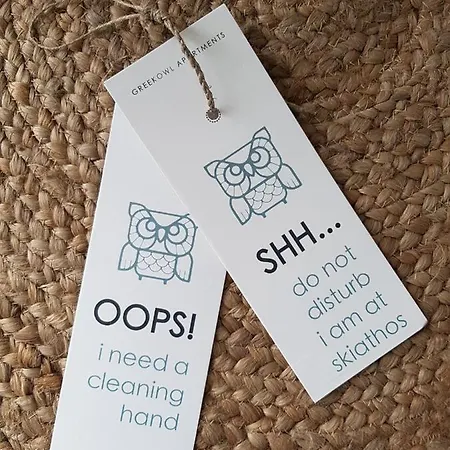 GREEKOWL APARTMENTS
SHH...
do not
disturb
i am at
skiathos
OOPS!
i need a
cleaning
hand